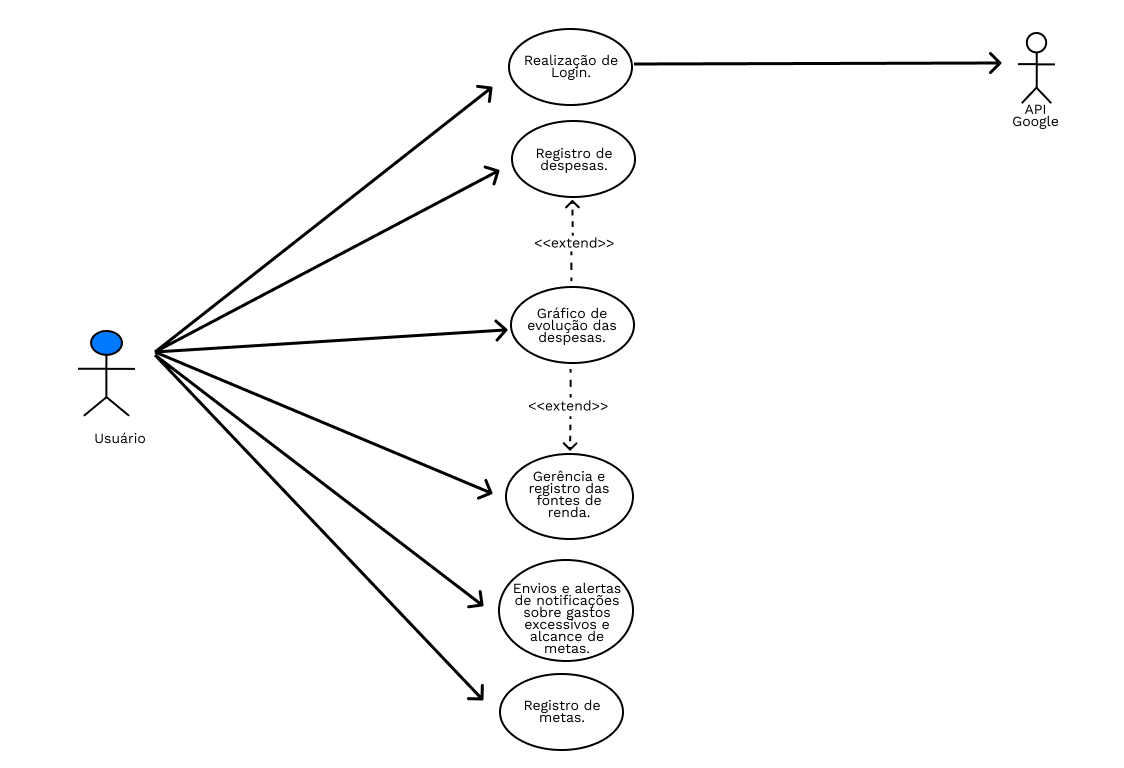 Realização de
Login.
API
Google
Registro de
despesas.
<<extend>>
Gráfico de
evolução das
despesas.
<<extend>>
Usuário
Gerência e
registro das
fontes de
renda.
Envios e alertas
de notificações
sobre gastos
excessivos e
alcance de
metas.
Registro de
metas.